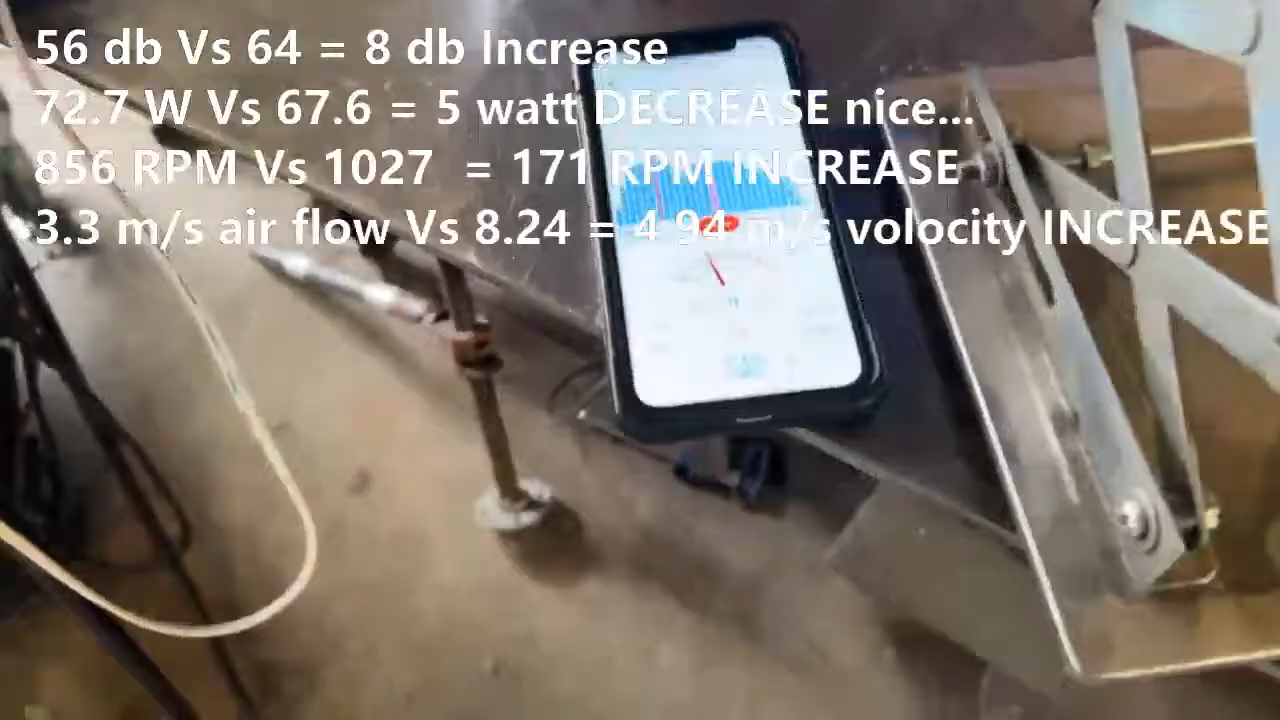 56 db Vs 64 = 8 db Increase
72.7 W Vs 67.6 = 5 watt DECREASE nice...
856 RPM Vs 1027 = 171 RPM INCREASE
3.3 m/s air flow Vs 8.24 = 4.94 m/s volocity INCREASE